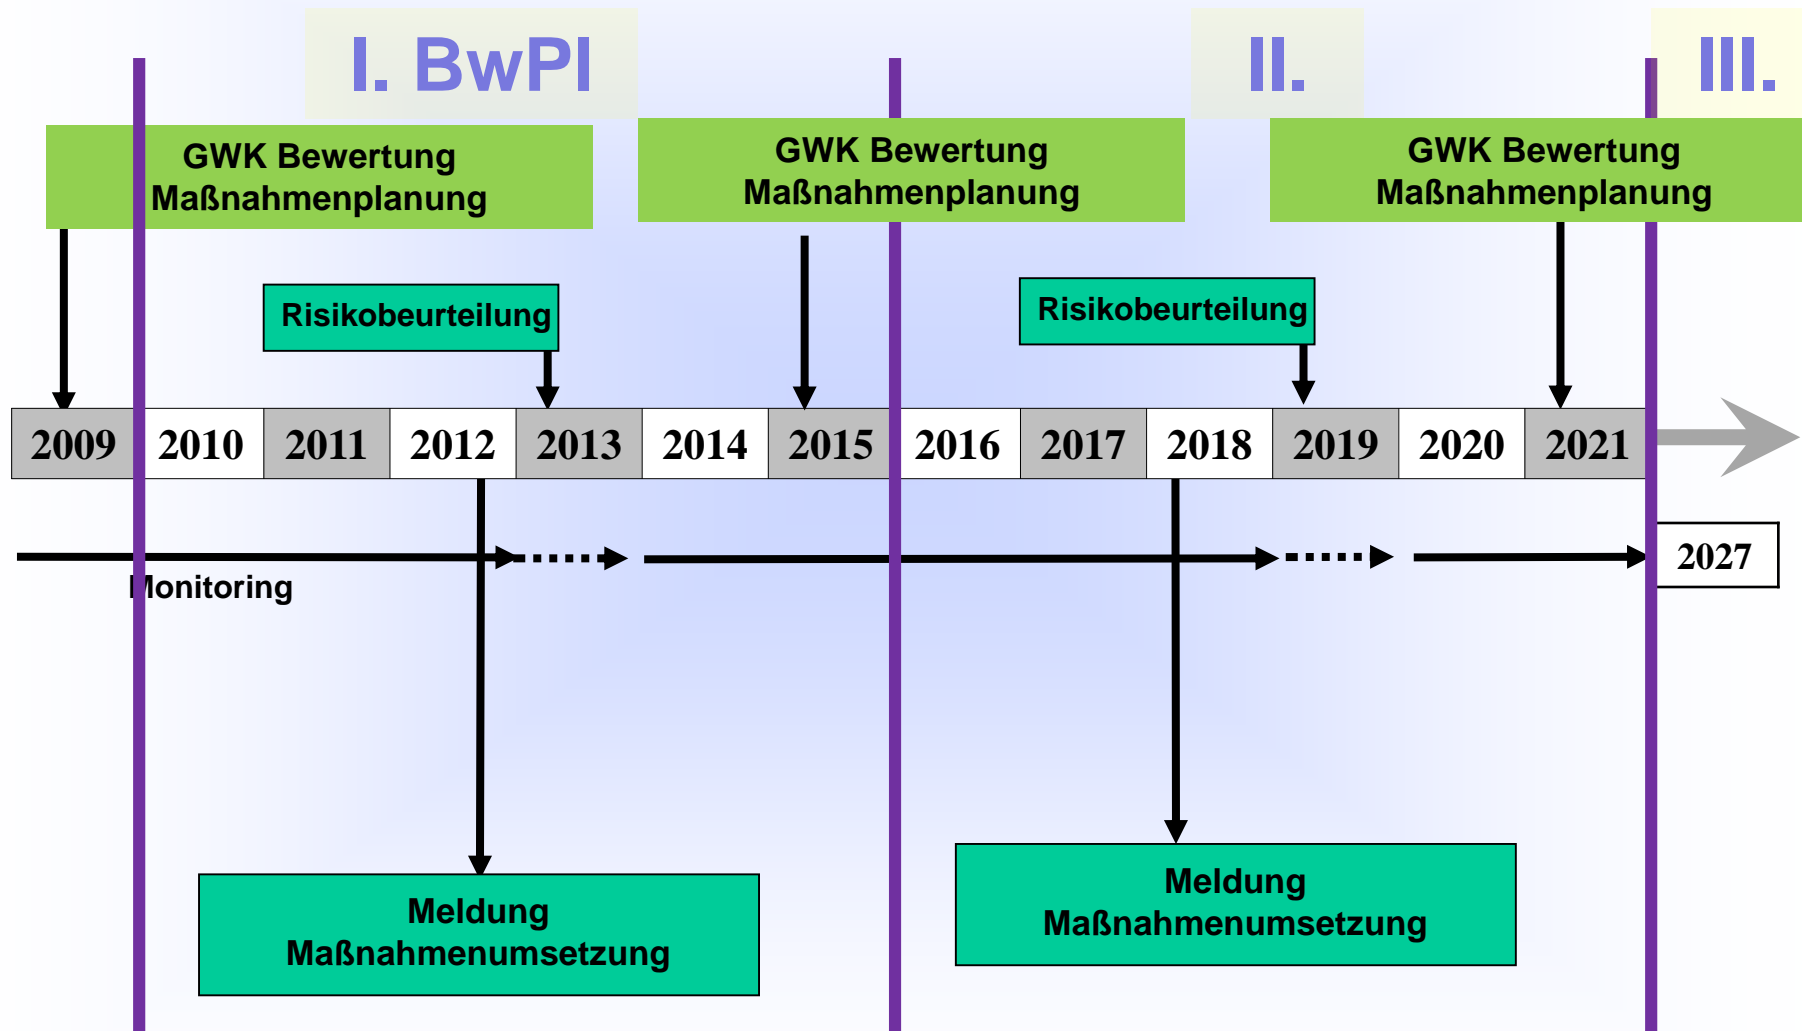 I. BwPl
II.
III.
GWK Bewertung
Maßnahmenplanung
GWK Bewertung
Maßnahmenplanung
GWK Bewertung
Maßnahmenplanung
Risikobeurteilung
Risikobeurteilung
2009 2010 2011 2012 2013 2014 2015 2016 2017 2018 2019 2020 2021
2027
Monitoring
Meldung
Maßnahmenumsetzung
Meldung
Maßnahmenumsetzung